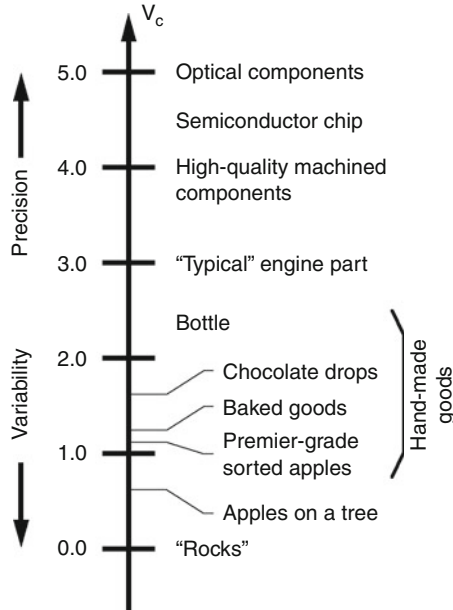 Vc
5.0 Optical components
Semiconductor chip
4.0 High-quality machined
components
3.0 “Typical” engine part
Bottle
2.0
Chocolate drops
Baked goods
Premier-grade
1.0 sorted apples
Apples on a tree
0.0 “Rocks”
Precision
Variability
Hand-made
goods